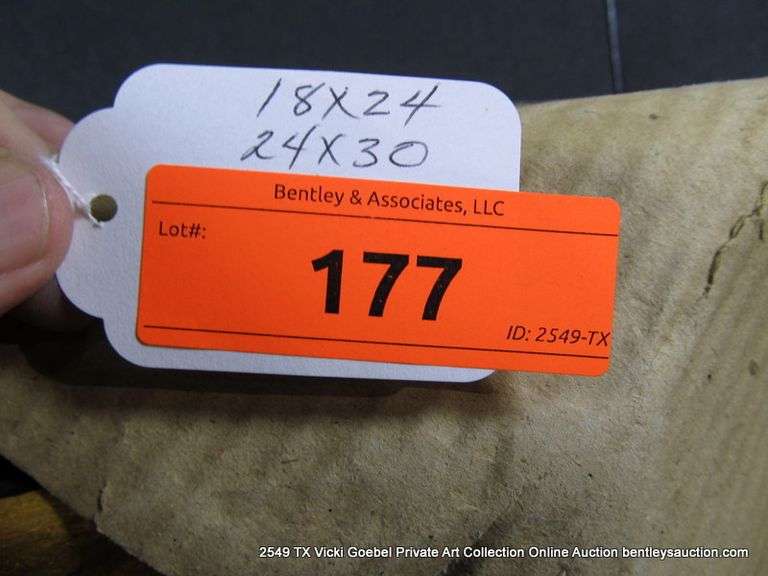 18X24
24X30
Bentley & Associates, LLC
Lot#:
177
ID: 2549-TX
2549 TX Vicki Goebel Private Art Collection Online Auction bentleysauction.com